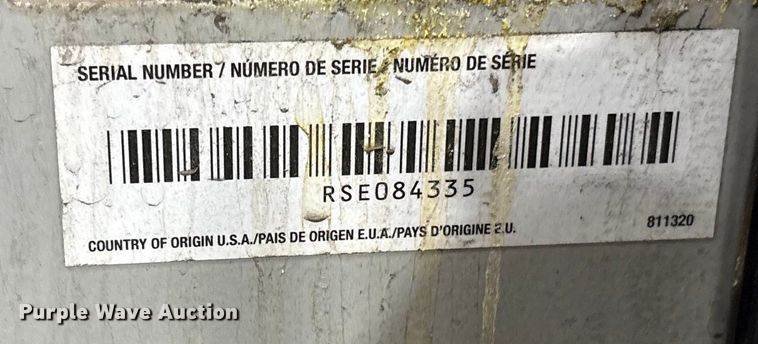 SERIAL NUMBER / NÚMERO DE SERIE / NUMÉRO DE SÉRIE
RSE084335
COUNTRY OF ORIGIN U.S.A./PAIS DE ORIGEN E.U.A./PAYS D'ORIGINE E.U.
811320
Purple Wave Auction